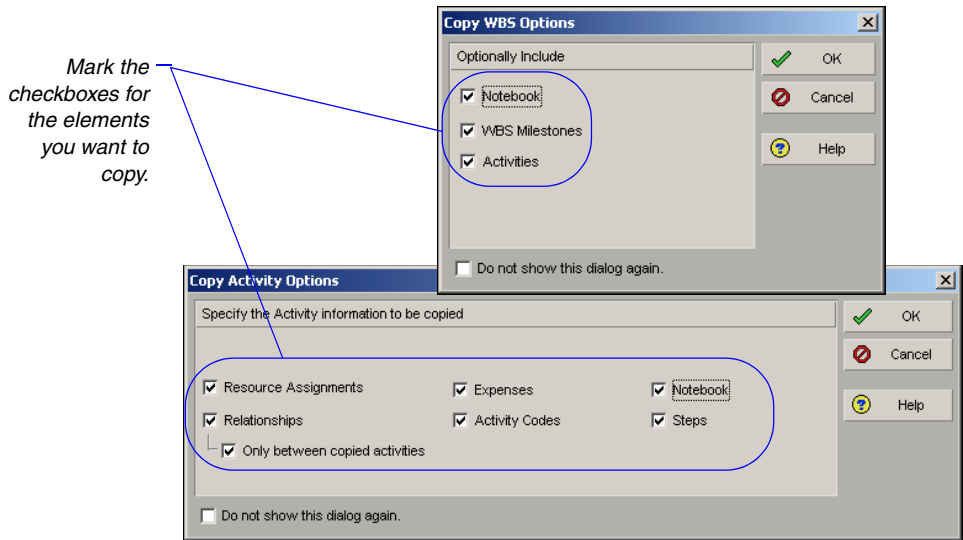 Mark the
checkboxes for
the elements
you want to
copy.
Copy WBS Options
Optionally Include
Notebook
WBS Milestones
Activities
Do not show this dialog again.
OK
Cancel
Help
Copy Activity Options
Specify the Activity information to be copied
Resource Assignments
Expenses
Notebook
Relationships
Activity Codes
Steps
Only between copied activities
Do not show this dialog again.
OK
Cancel
Help